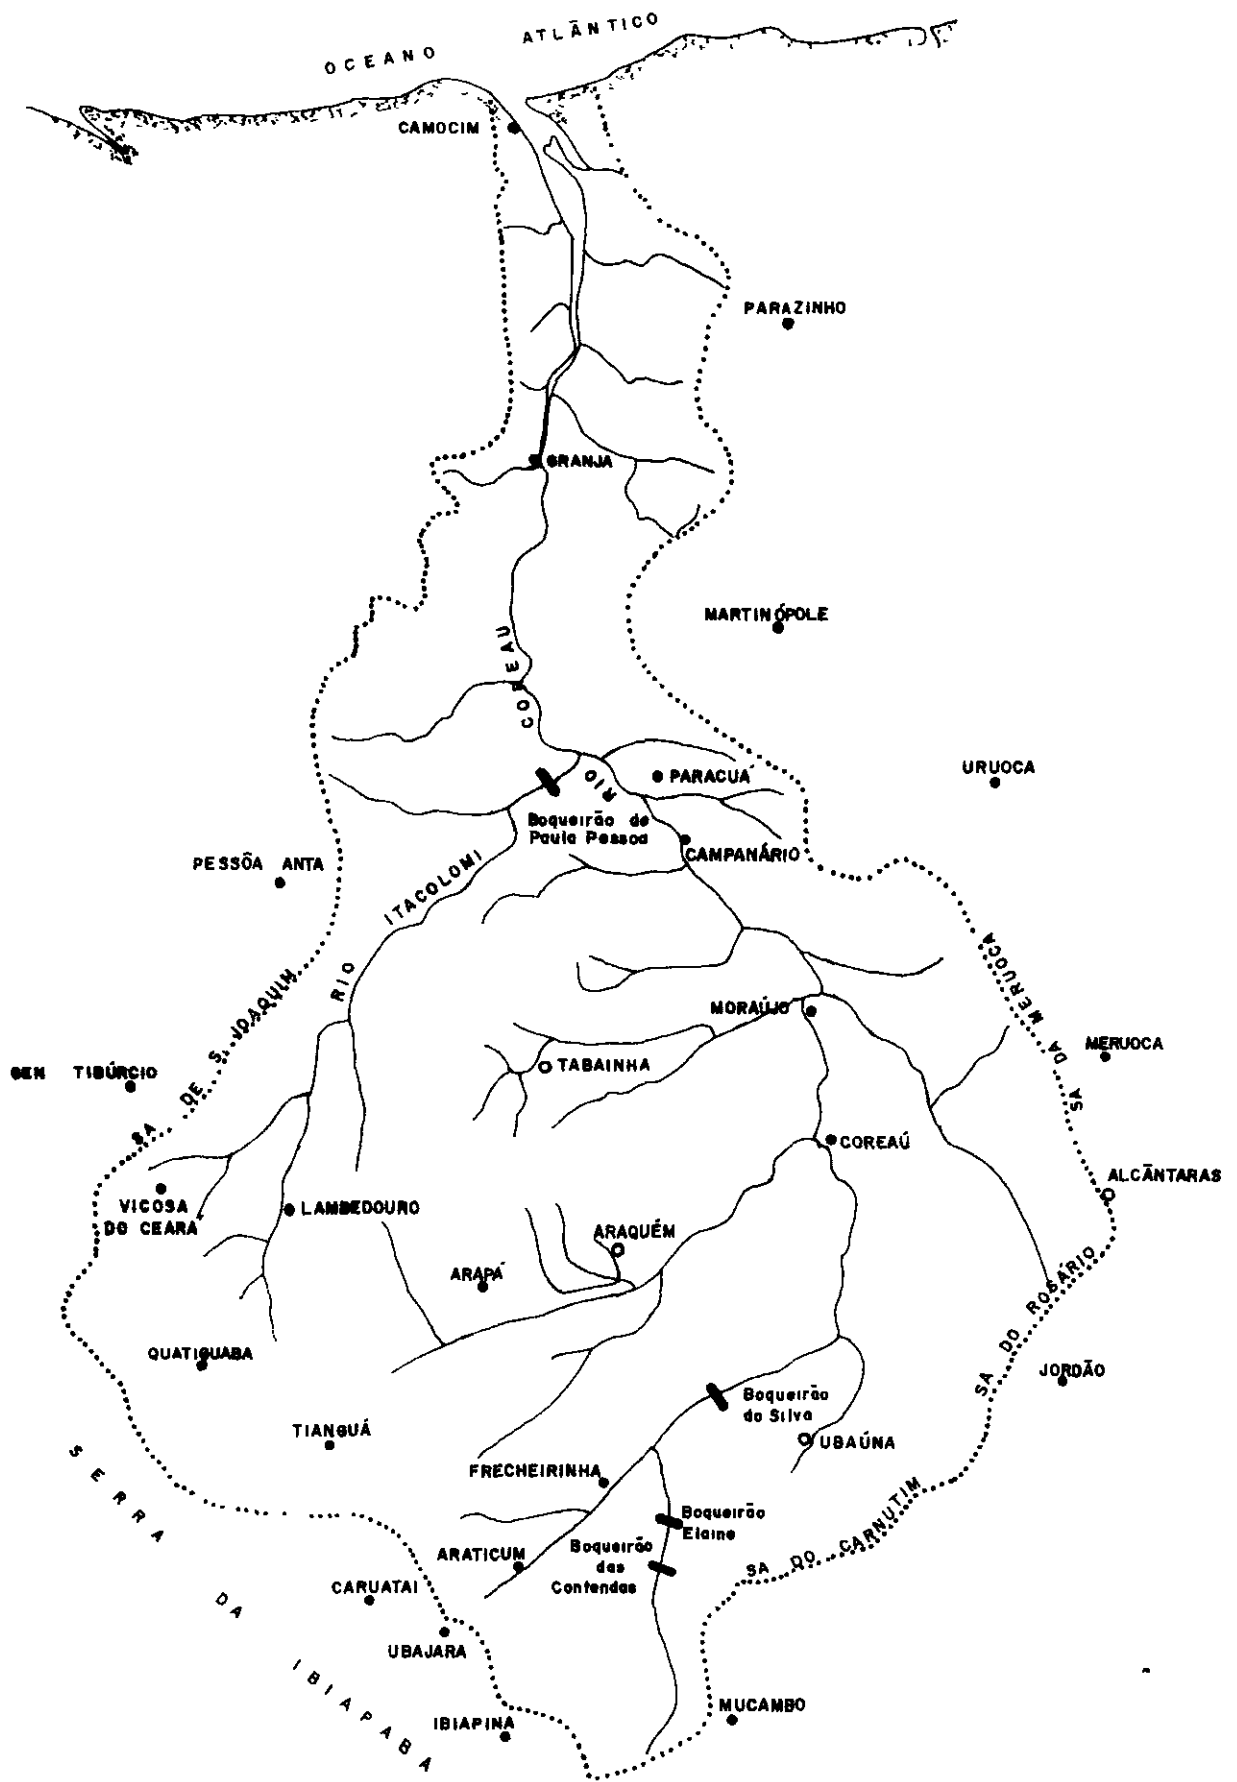 OCEANO ATLÂNTICO
CAMOCIM
PARAZINHO
GRANJA
MARTINÓPOLE
RIO COREAU
URUOCA
PARACUÁ
Boqueirão de
Paula Pessoa
CAMPANÁRIO
PESSÔA ANTA
RIO ITACOLOMI
SA DA MERUOCA
SA DE S. JOAQUIM
MORAÚJO
MERUOCA
TABAINHA
GEN TIBÚRCIO
COREAÚ
ALCÂNTARAS
VICOSA
DO CEARÁ
LAMBEDOURO
ARAQUÉM
ARAPÁ
SA DO ROSÁRIO
QUATIGUABA
JORDÃO
Boqueirão
do Silva
TIANGUÁ
UBAÚNA
FRECHEIRINHA
SERRA DA IBIAPABA
Boqueirão
Elaine
SA DO CARNUTIM
Boqueirão
das
Contendas
ARATICUM
CARUATAI
UBAJARA
MUCAMBO
IBIAPINA